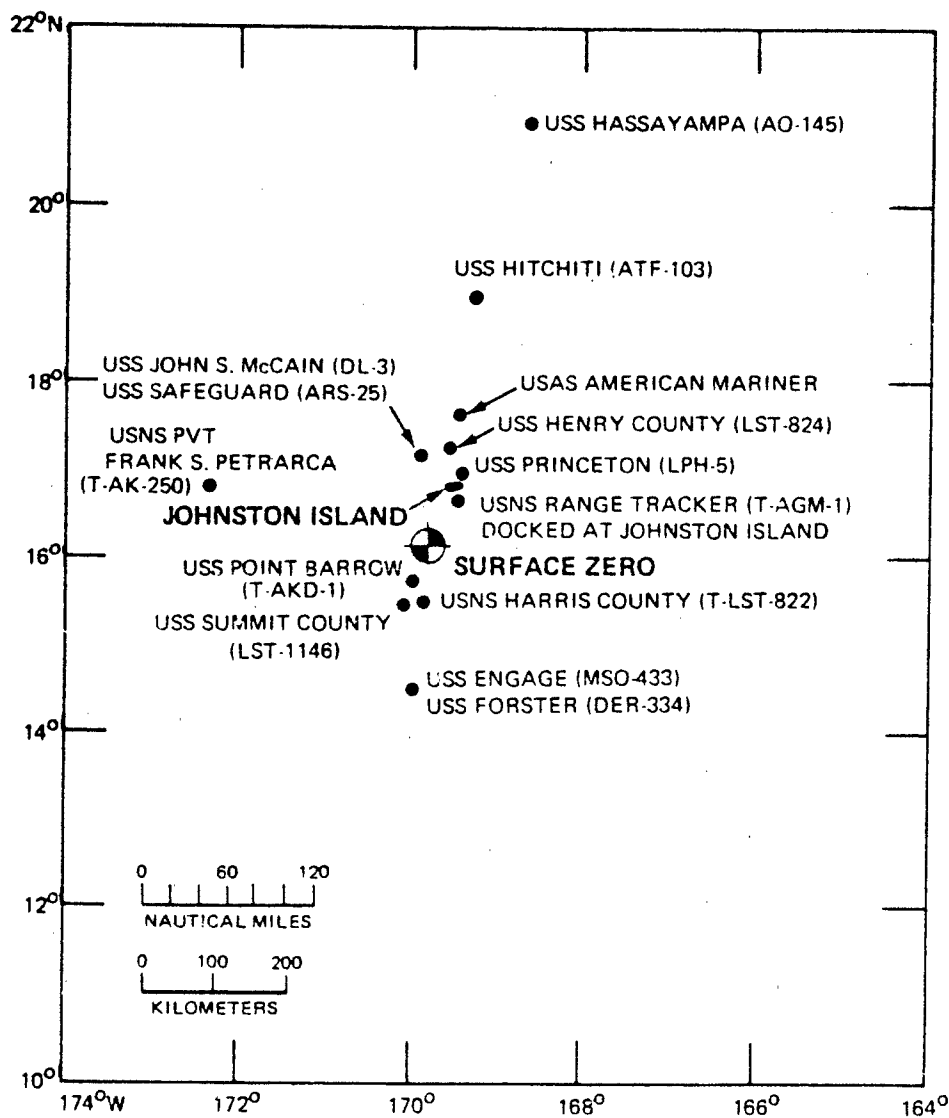 22°N
USS HASSAYAMPA (AO-145)
20°
USS HITCHITI (ATF-103)
USS JOHN S. McCAIN (DL-3)
USS SAFEGUARD (ARS-25)
18°
USAS AMERICAN MARINER
USS HENRY COUNTY (LST-824)
USNS PVT
FRANK S. PETRARCA
(T-AK-250)
USS PRINCETON (LPH-5)
JOHNSTON ISLAND
USNS RANGE TRACKER (T-AGM-1)
DOCKED AT JOHNSTON ISLAND
16°
SURFACE ZERO
USS POINT BARROW
(T-AKD-1)
USNS HARRIS COUNTY (T-LST-822)
USS SUMMIT COUNTY
(LST-1146)
USS ENGAGE (MSO-433)
USS FORSTER (DER-334)
14°
0 60 120
NAUTICAL MILES
12°
0 100 200
KILOMETERS
10°
174°W 172° 170° 168° 166° 164°